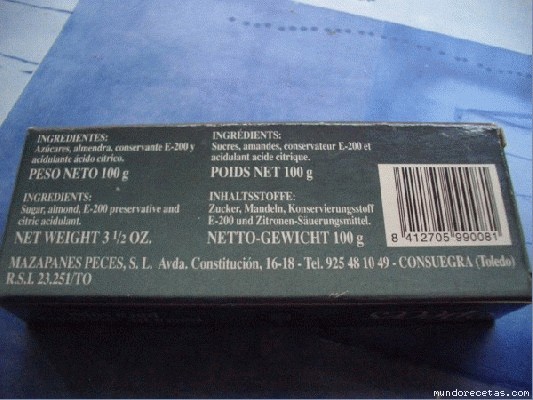 INGREDIENTES:
Azúcares, almendra, conservante E-200 y
acidulante ácido cítrico.
PESO NETO 100 g
INGRÉDIENTS:
Sucres, amandes, conservateur E-200 et
acidulant acide citrique.
POIDS NET 100 g
INGREDIENTS:
Sugar, almond, E-200 preservative and
citric acidulant.
NET WEIGHT 3 1/2 OZ.
INHALTSSTOFFE:
Zucker, Mandeln, Konservierungsstoff
E-200 und Zitronen-Säuerungsmittel.
NETTO-GEWICHT 100 g
8 412705 990081
MAZAPANES PECES, S. L. Avda. Constitución, 16-18 - Tel. 925 48 10 49 - CONSUEGRA (Toledo)
R.S.I. 23.251/TO
mundorecetas.com